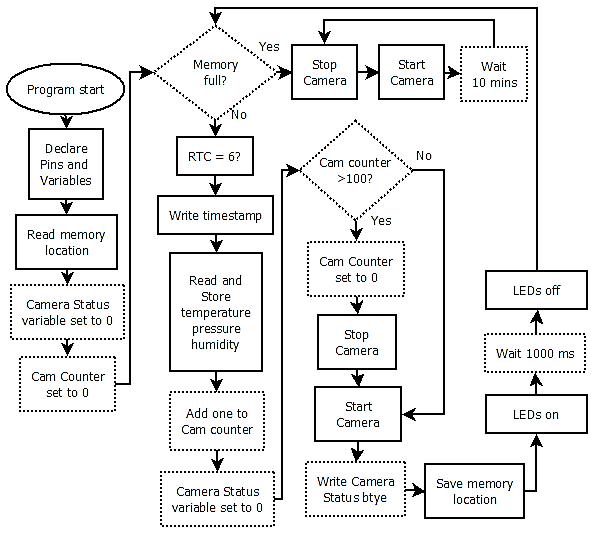 Program start
Declare
Pins and
Variables
Read memory
location
Camera Status
variable set to 0
Cam Counter
set to 0
Memory
full?
Yes
No
Stop
Camera
Start
Camera
Wait
10 mins
RTC = 6?
Write timestamp
Read and
Store
temperature
pressure
humidity
Add one to
Cam counter
Camera Status
variable set to 0
Cam counter
>100?
No
Yes
Cam Counter
set to 0
Stop
Camera
Start
Camera
Write Camera
Status btye
Save memory
location
LEDs on
Wait 1000 ms
LEDs off